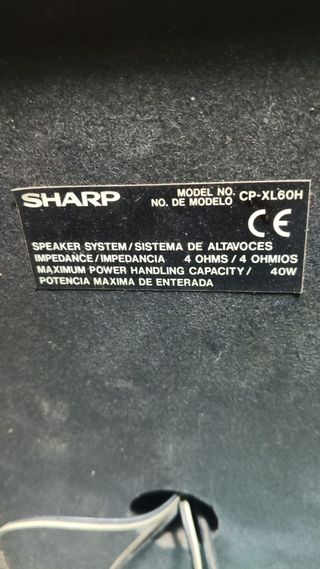 SHARP MODEL NO. CP-XL60H
NO. DE MODELO
CE
SPEAKER SYSTEM/SISTEMA DE ALTAVOCES
IMPEDANCE/IMPEDANCIA 4 OHMS / 4 OHMIOS
MAXIMUM POWER HANDLING CAPACITY/ 40W
POTENCIA MAXIMA DE ENTERADA